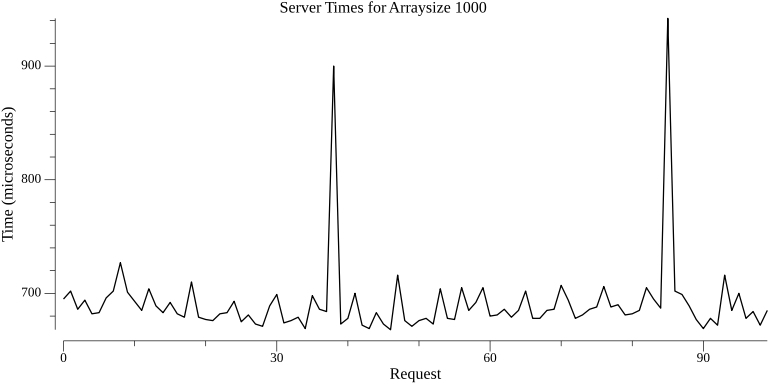 Server Times for Arraysize 1000
900
800
700
Time (microseconds)
0 30 60 90
Request